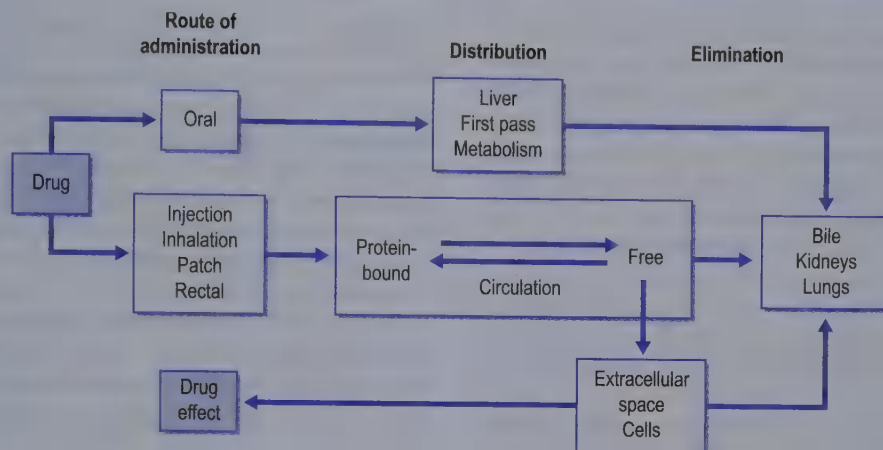 Route of
administration
Distribution
Elimination
Oral
Liver
First pass
Metabolism
Drug
Injection
Inhalation
Patch
Rectal
Protein-
bound
Free
Circulation
Bile
Kidneys
Lungs
Drug
effect
Extracellular
space
Cells